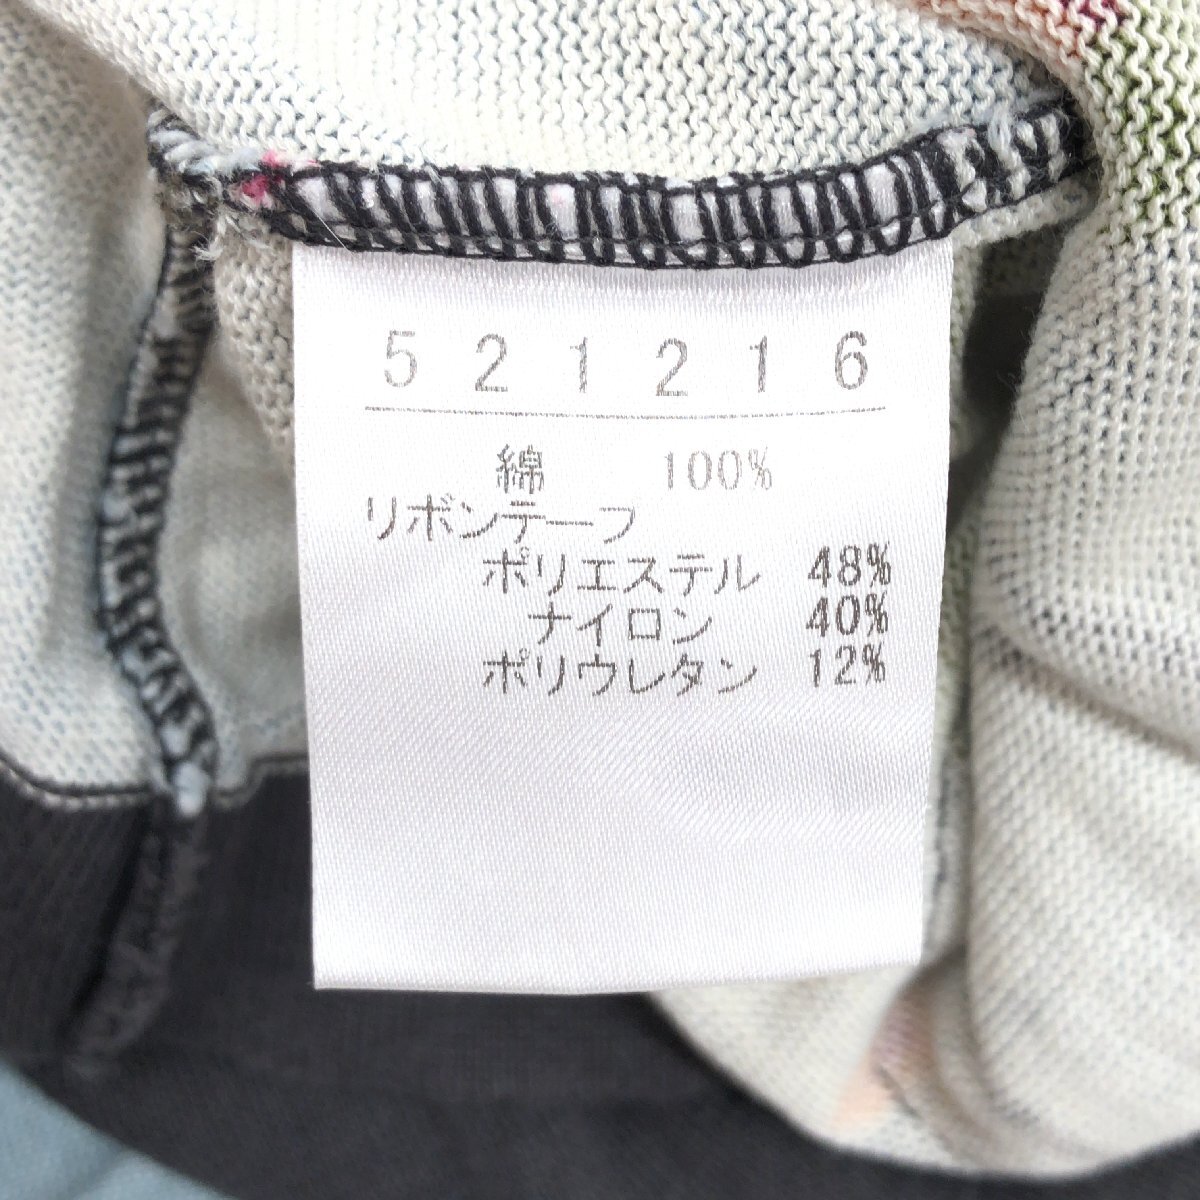 521216
綿 100%
リボンテープ
ポリエステル 48%
ナイロン 40%
ポリウレタン 12%